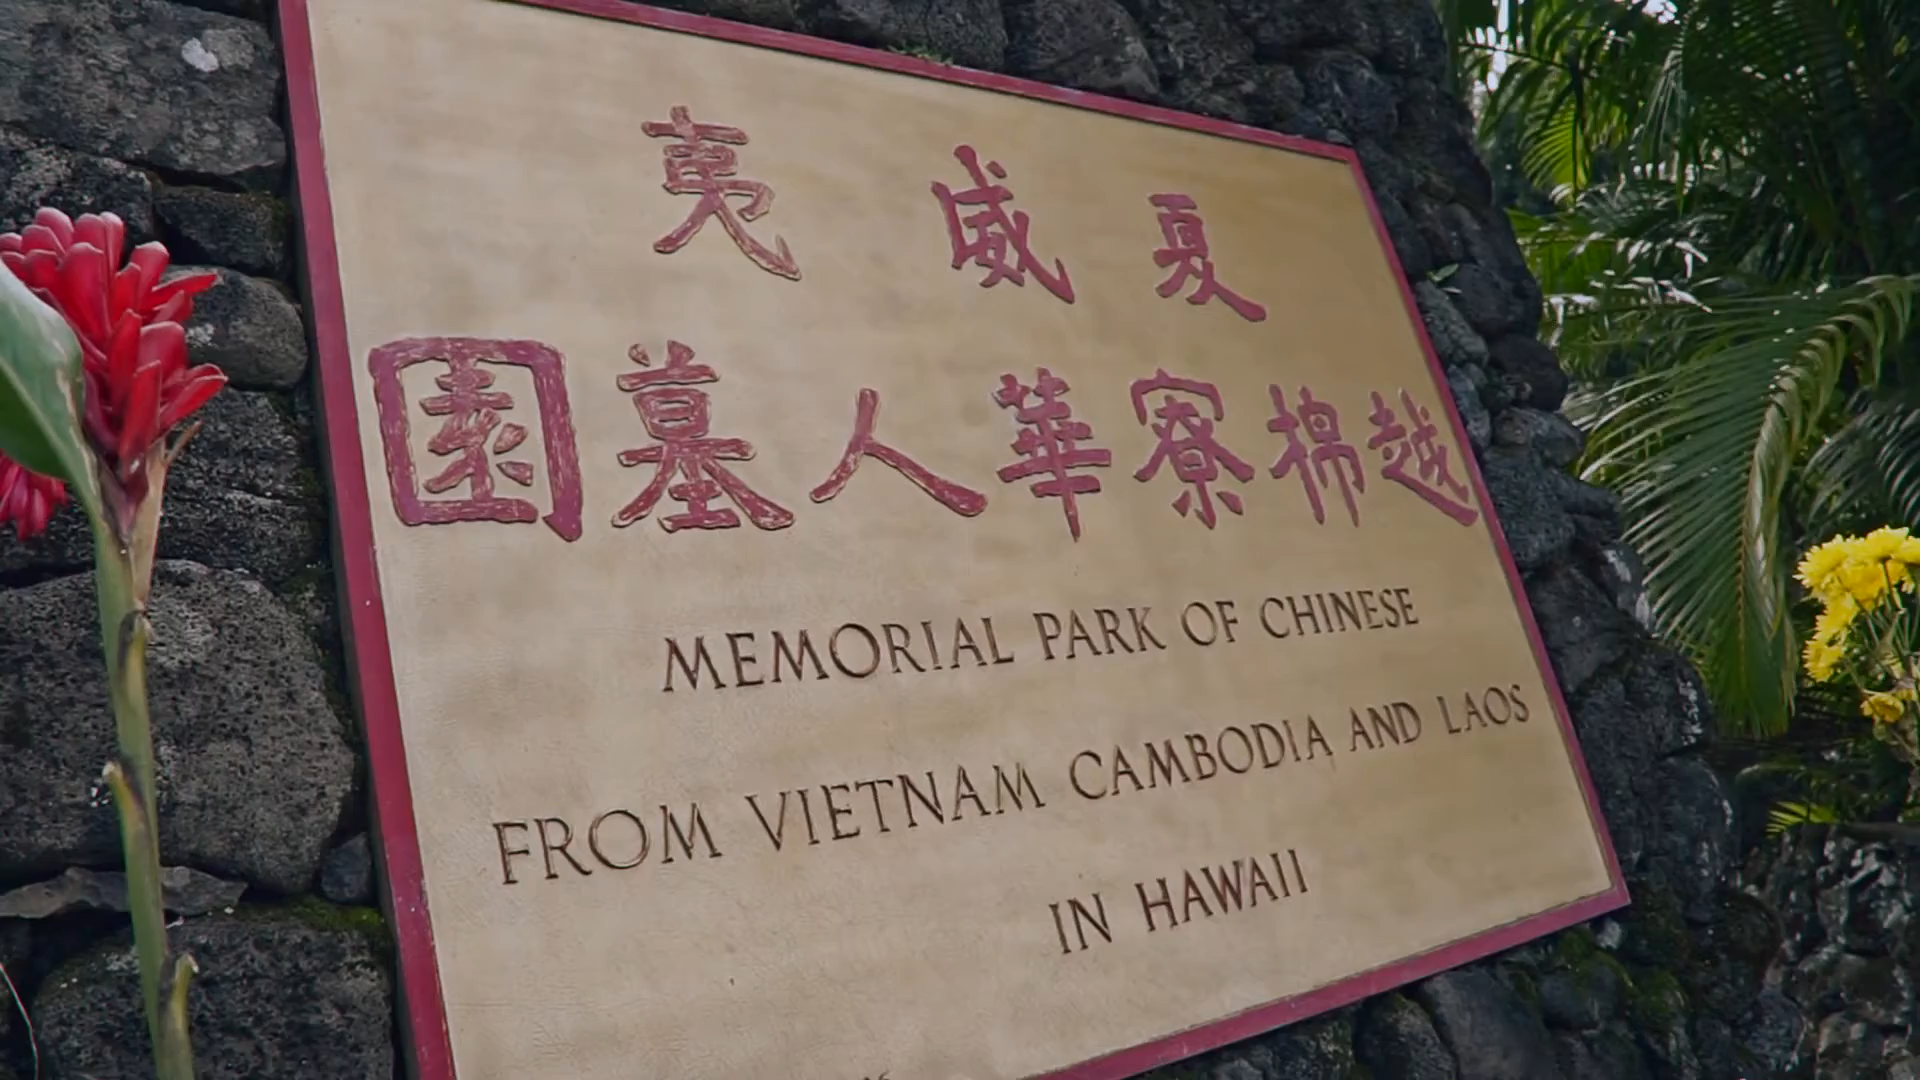 夏威夷
越棉寮華人墓園
MEMORIAL PARK OF CHINESE
FROM VIETNAM CAMBODIA AND LAOS
IN HAWAII